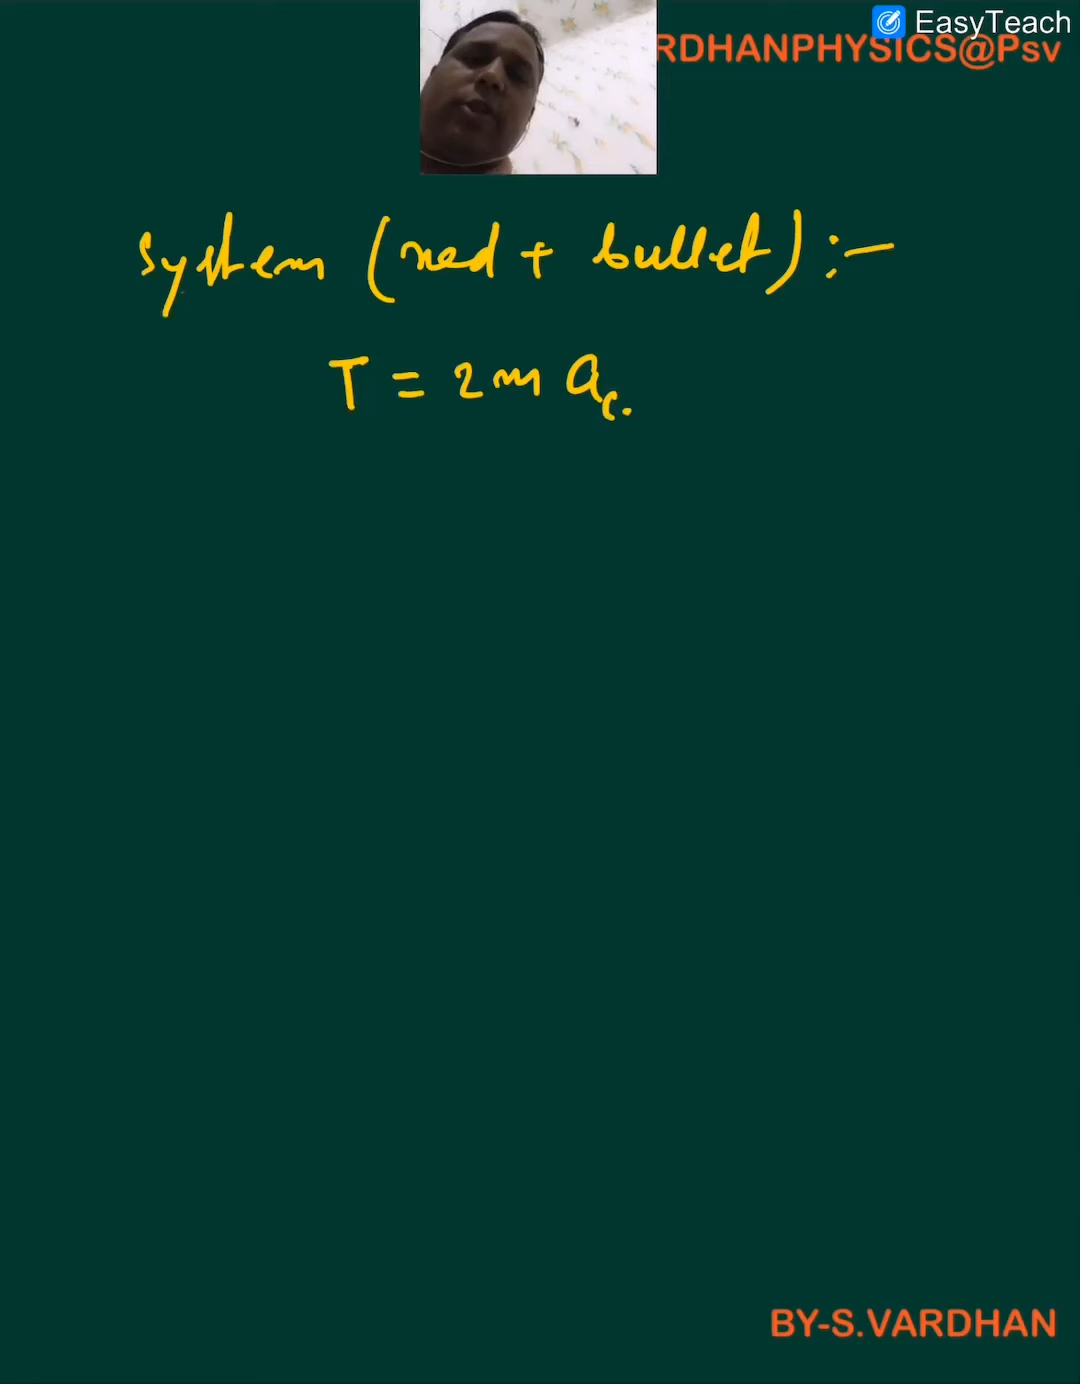 EasyTeach
RDHANPHYSICS@Psv
system (rod + bullet) :-
T = 2m ac.
BY-S.VARDHAN